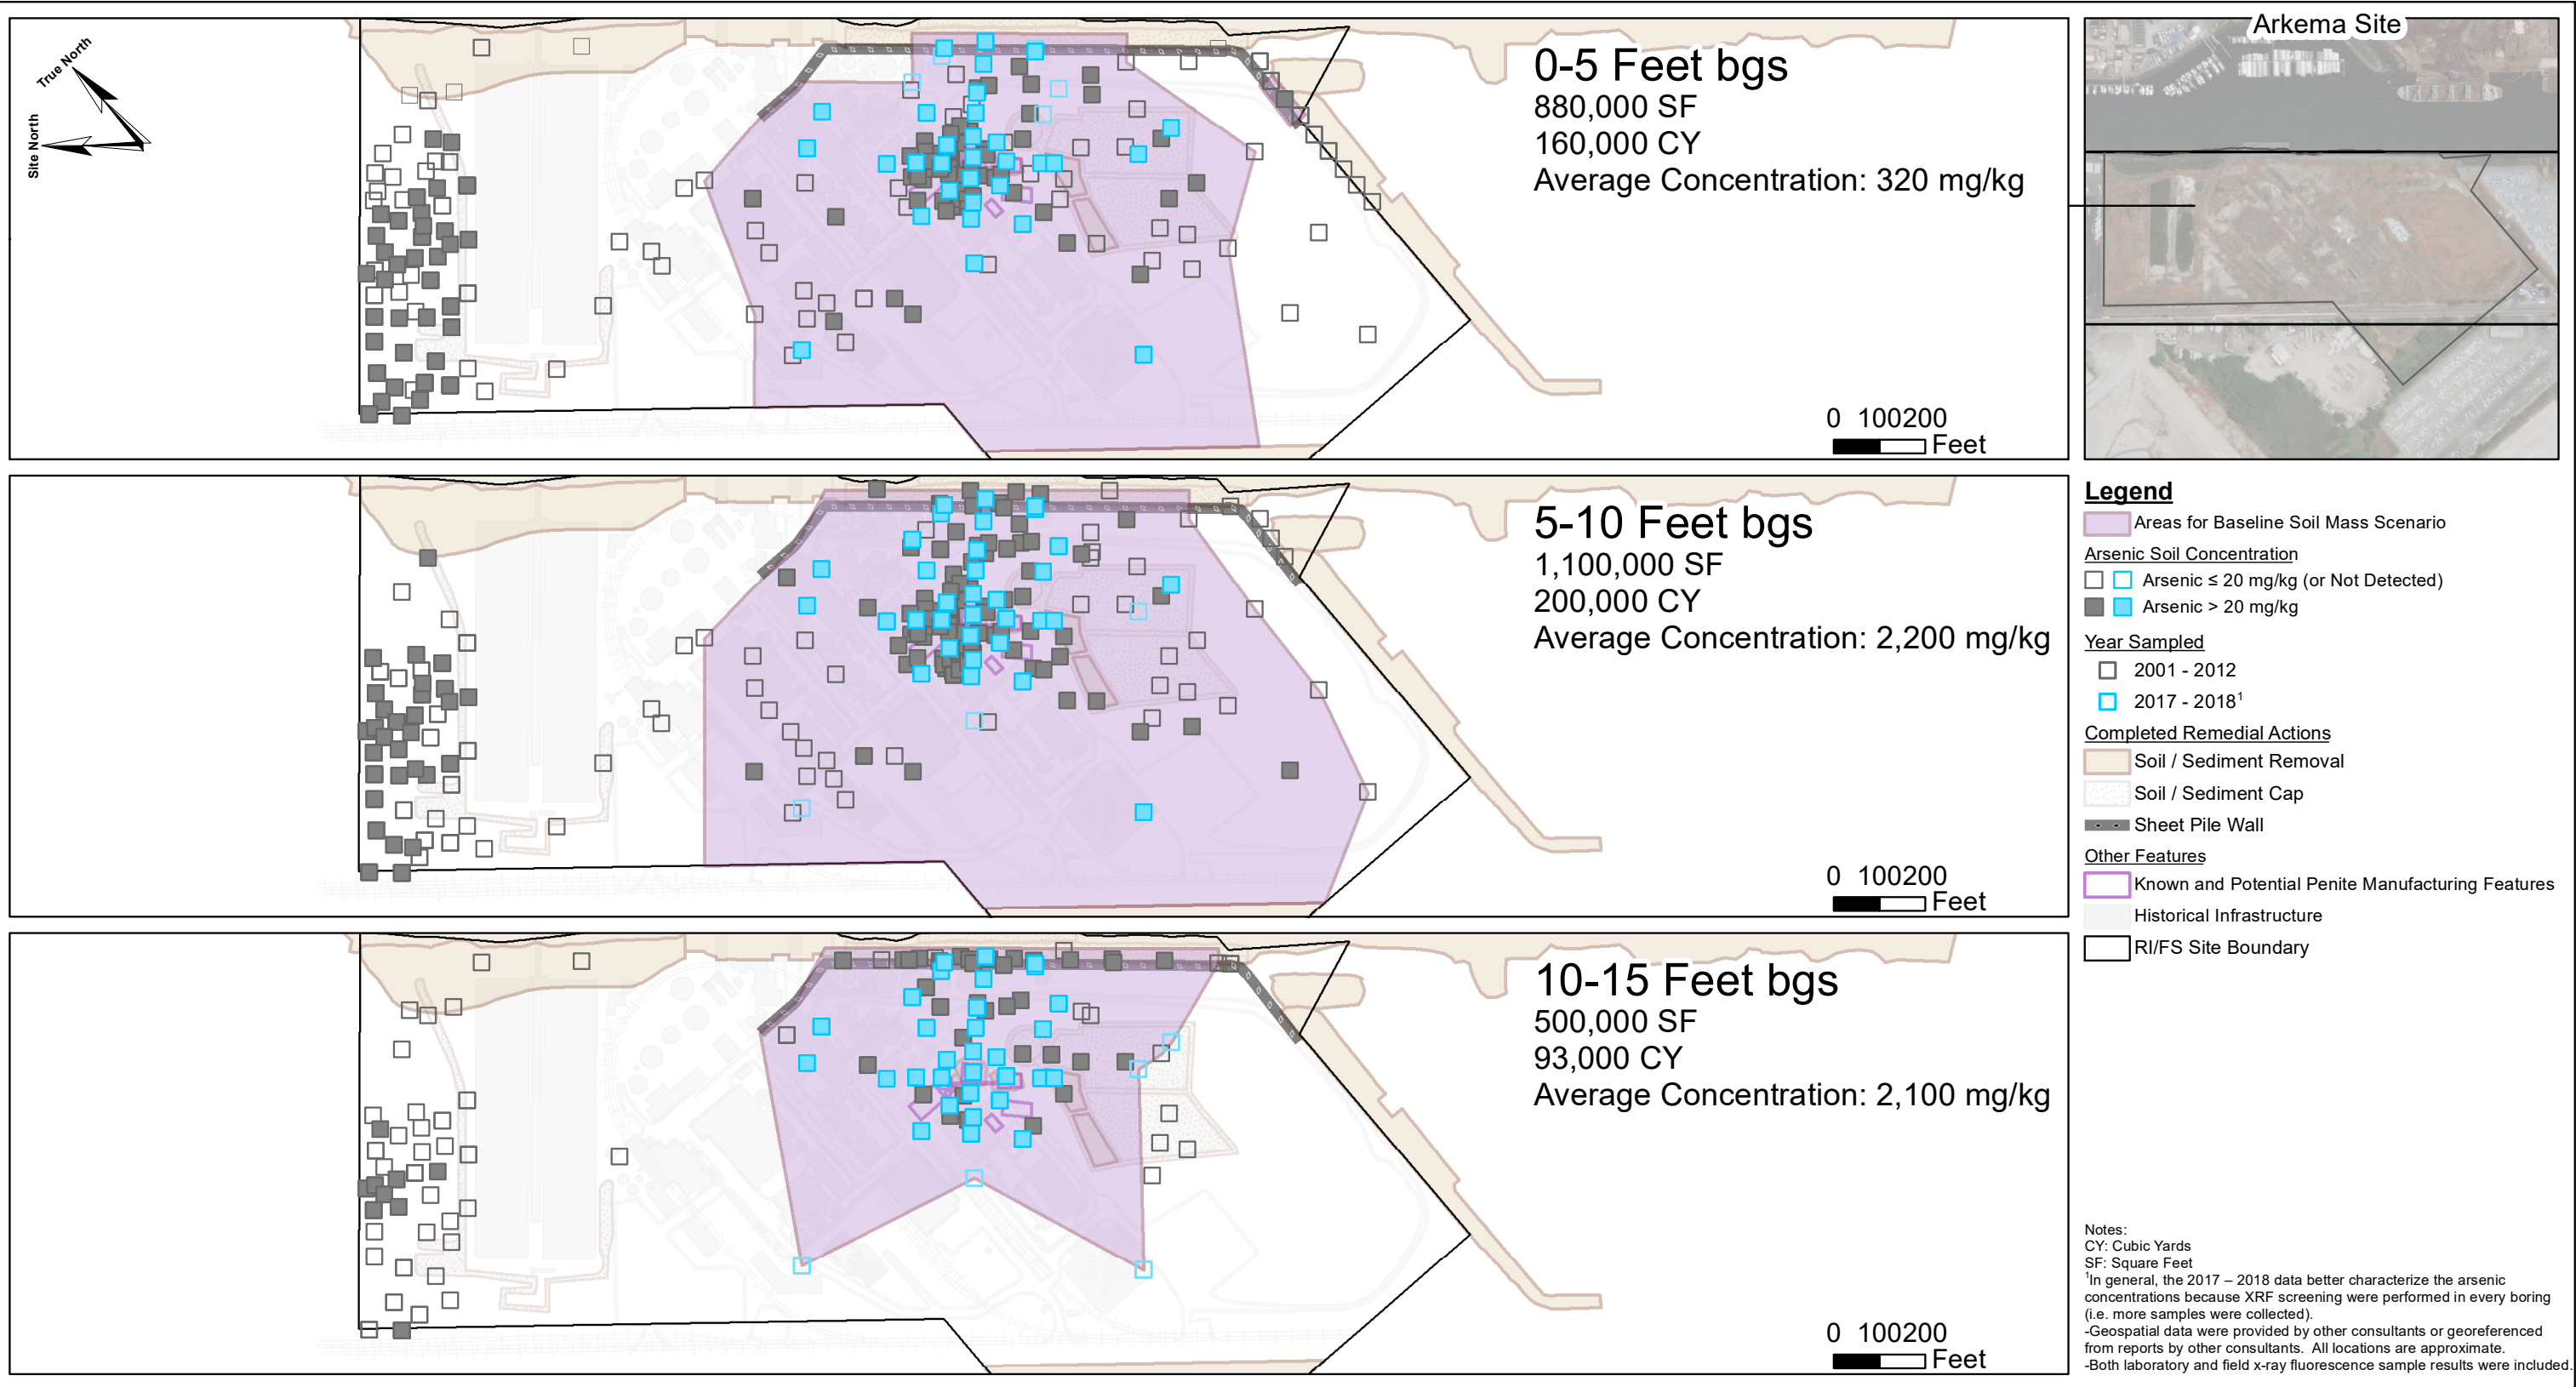 True North
Site North
0-5 Feet bgs
880,000 SF
160,000 CY
Average Concentration: 320 mg/kg
0 100200
Feet
5-10 Feet bgs
1,100,000 SF
200,000 CY
Average Concentration: 2,200 mg/kg
0 100200
Feet
10-15 Feet bgs
500,000 SF
93,000 CY
Average Concentration: 2,100 mg/kg
0 100200
Feet
Arkema Site
Legend
Areas for Baseline Soil Mass Scenario
Arsenic Soil Concentration
Arsenic ≤ 20 mg/kg (or Not Detected)
Arsenic > 20 mg/kg
Year Sampled
2001 - 2012
2017 - 2018¹
Completed Remedial Actions
Soil / Sediment Removal
Soil / Sediment Cap
Sheet Pile Wall
Other Features
Known and Potential Penite Manufacturing Features
Historical Infrastructure
RI/FS Site Boundary
Notes:
CY: Cubic Yards
SF: Square Feet
¹In general, the 2017 – 2018 data better characterize the arsenic
concentrations because XRF screening were performed in every boring
(i.e. more samples were collected).
-Geospatial data were provided by other consultants or georeferenced
from reports by other consultants. All locations are approximate.
-Both laboratory and field x-ray fluorescence sample results were included.